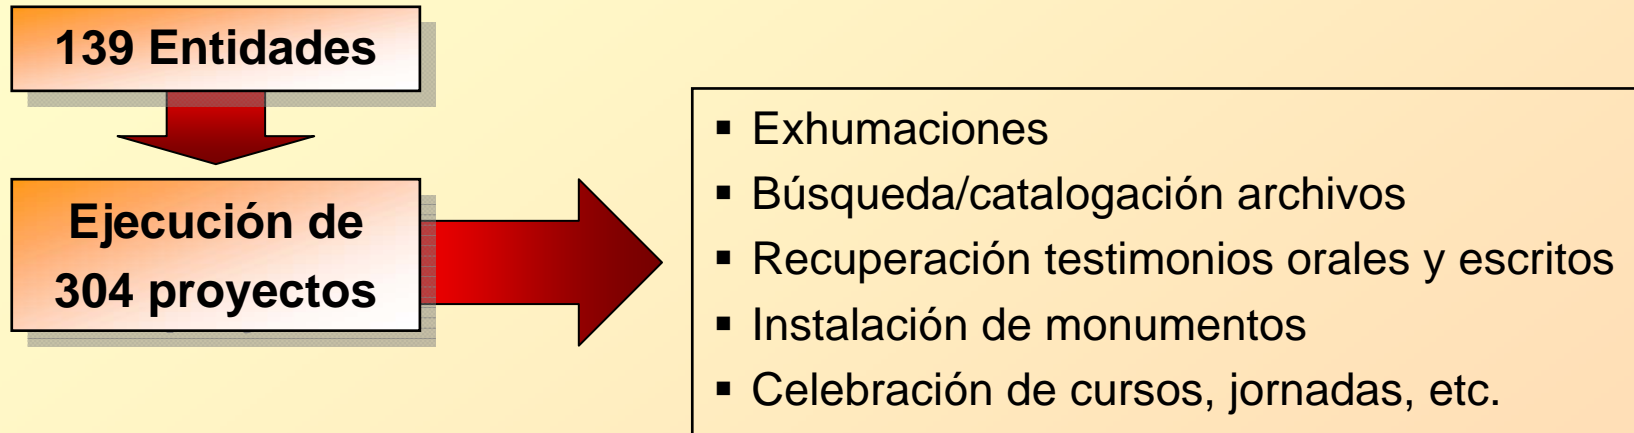 139 Entidades
Ejecución de
304 proyectos
▪ Exhumaciones
▪ Búsqueda/catalogación archivos
▪ Recuperación testimonios orales y escritos
▪ Instalación de monumentos
▪ Celebración de cursos, jornadas, etc.